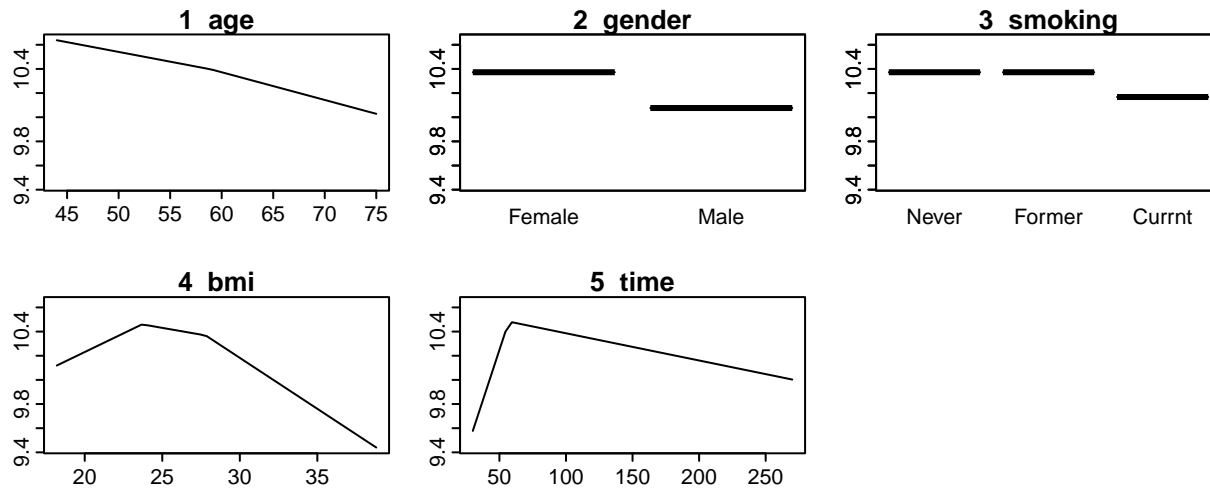 1 age
2 gender
3 smoking
9.4 9.8 10.4
9.4 9.8 10.4
9.4 9.8 10.4
45 50 55 60 65 70 75
Female Male
Never Former Currnt
4 bmi
5 time
9.4 9.8 10.4
9.4 9.8 10.4
20 25 30 35
50 100 150 200 250